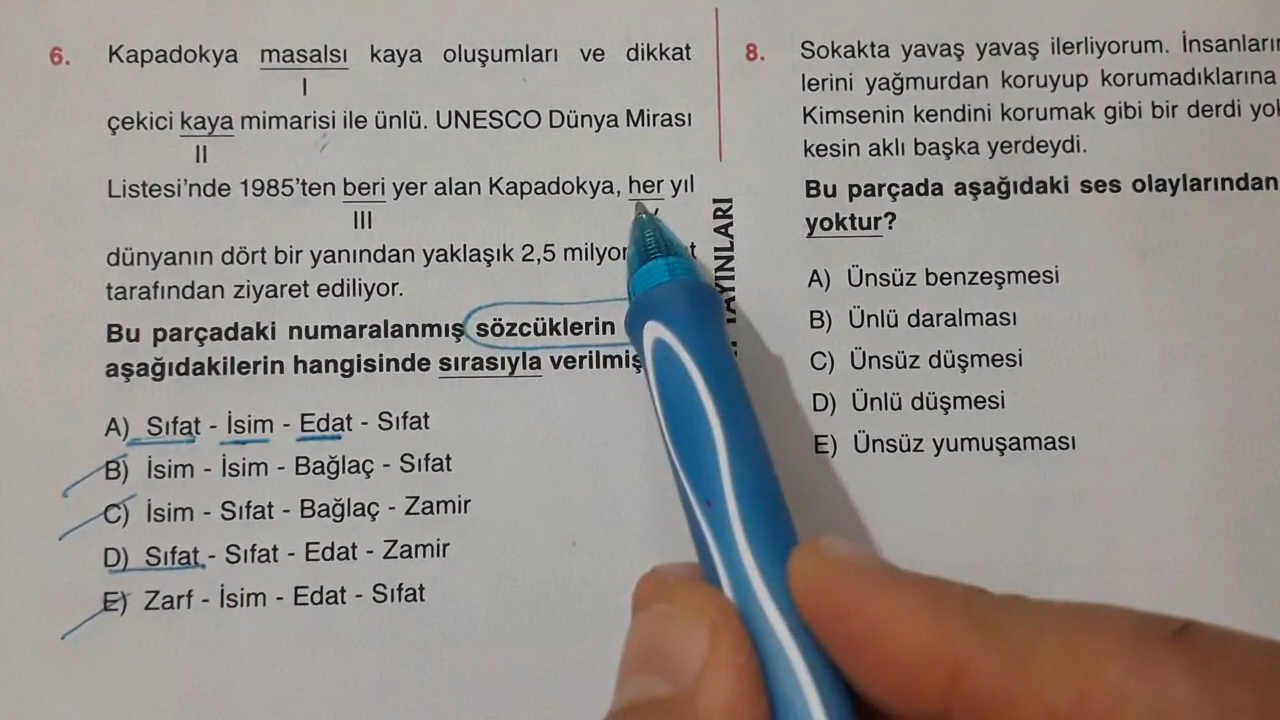 6. Kapadokya masalsı kaya oluşumları ve dikkat
I
çekici kaya mimarisi ile ünlü. UNESCO Dünya Mirası
II
Listesi’nde 1985’ten beri yer alan Kapadokya, her yıl
III
dünyanın dört bir yanından yaklaşık 2,5
tarafından ziyaret ediliyor.
Bu parçadaki numaralanmış sözcüklerin
aşağıdakilerin hangisinde sırasıyla
A) Sıfat - İsim - Edat - Sıfat
B) İsim - İsim - Bağlaç - Sıfat
C) İsim - Sıfat - Bağlaç - Zamir
D) Sıfat - Sıfat - Edat - Zamir
E) Zarf - İsim - Edat - Sıfat
8. Sokakta yavaş yavaş ilerliyorum.
lerini yağmurdan koruyup korumadıklarına
Kimsenin kendini korumak gibi bir derdi
kesin aklı başka yerdeydi.
Bu parçada aşağıdaki ses olaylarından
yoktur?
A) Ünsüz benzeşmesi
B) Ünlü daralması
C) Ünsüz düşmesi
D) Ünlü düşmesi
E) Ünsüz yumuşaması